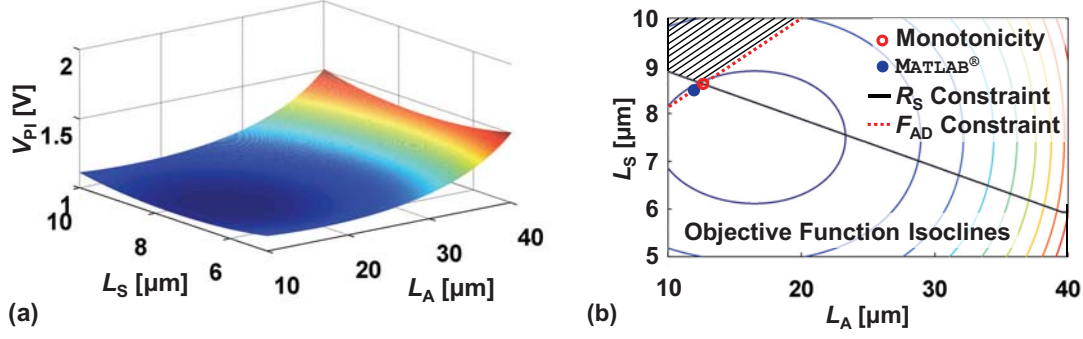 V_PI [V]
2
1.5
1
10
8
6
L_S [µm]
10
20
30
40
L_A [µm]
(a)
10
9
8
7
6
5
L_S [µm]
Monotonicity
MATLAB®
R_S Constraint
F_AD Constraint
Objective Function Isoclines
10
20
30
40
L_A [µm]
(b)